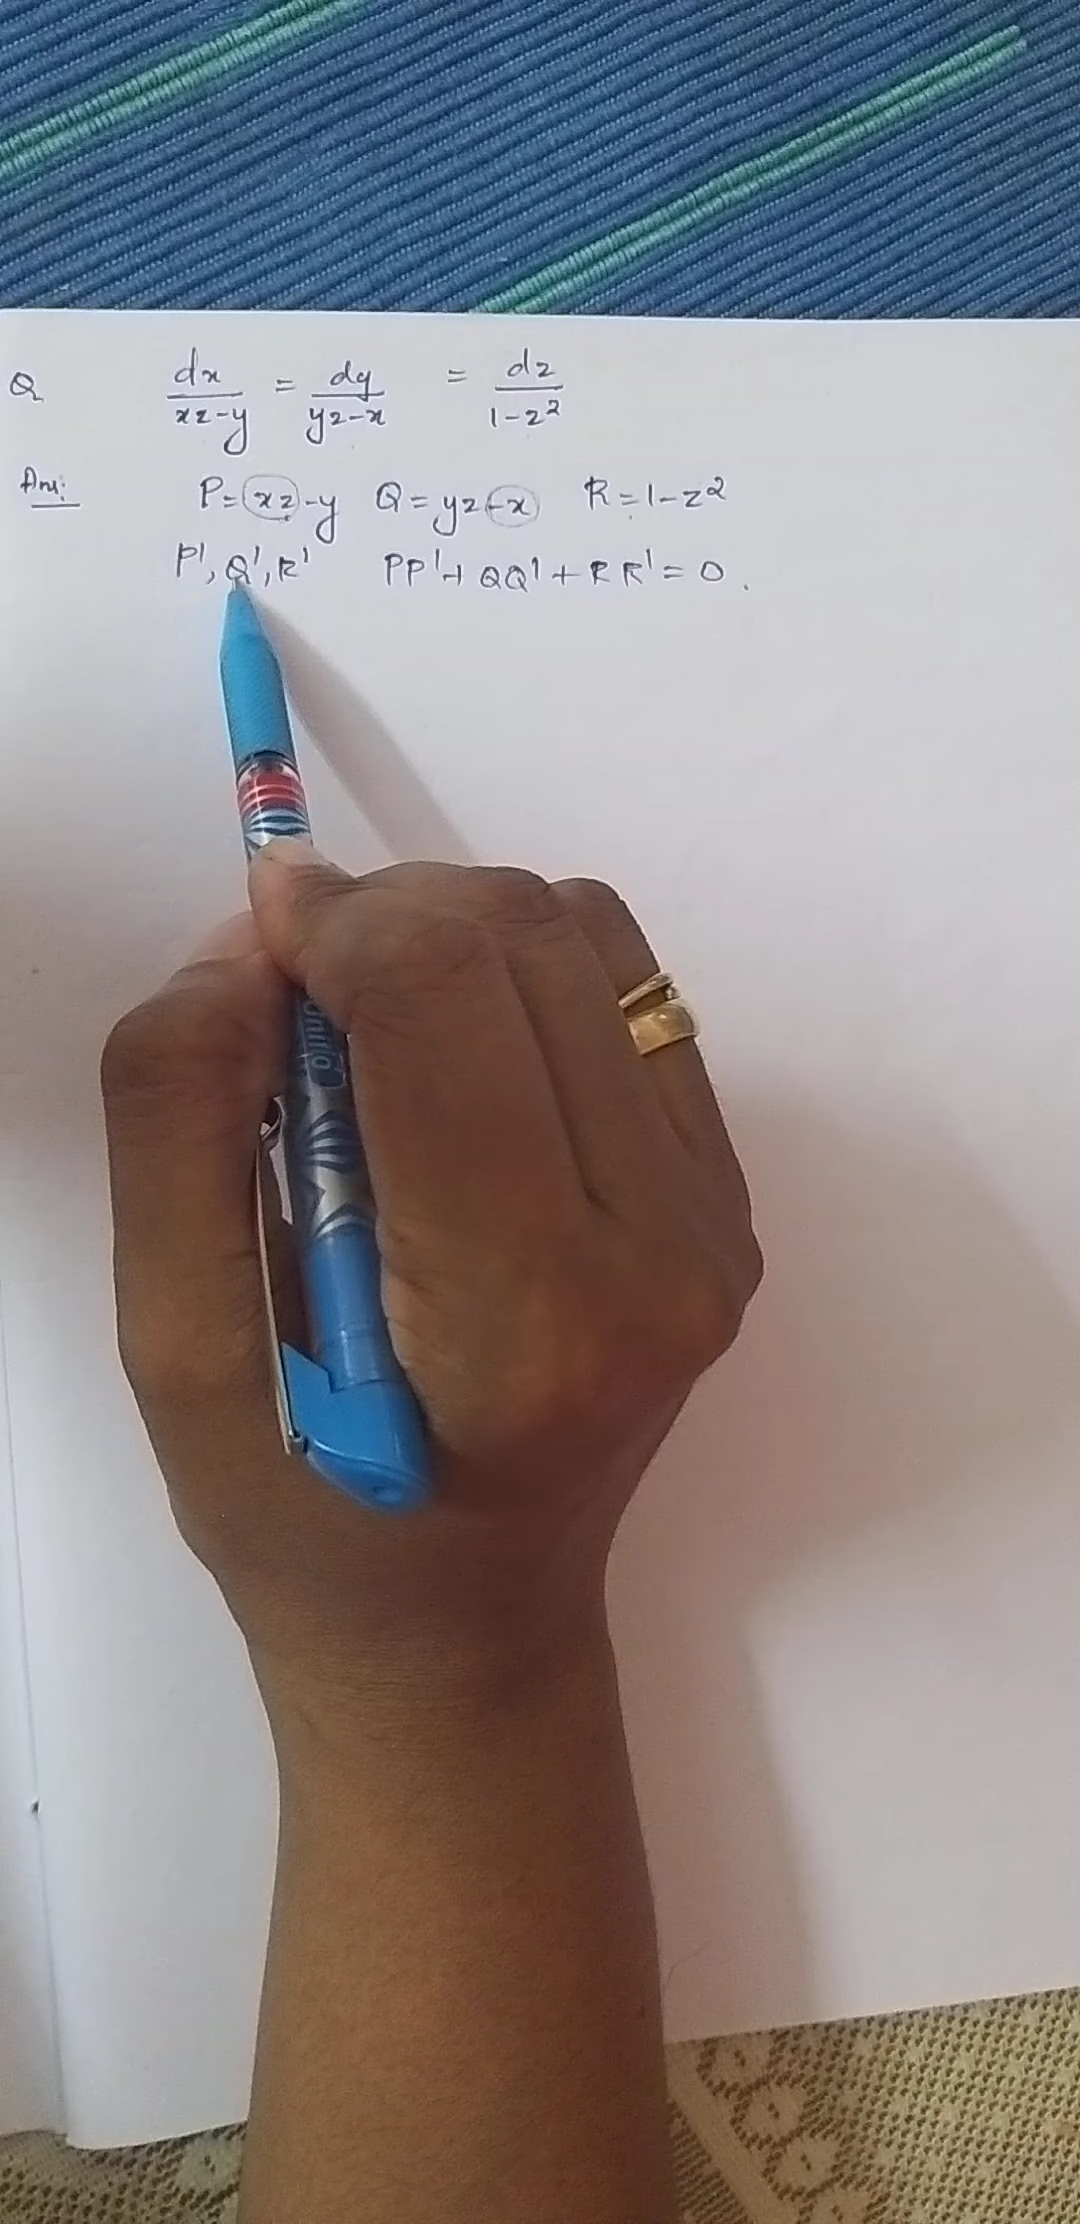 Q dx/xz-y = dy/yz-x = dz/1-z²
Ans: P=xz-y Q=yz-x R=1-z²
P', Q', R' PP'+QQ'+RR'=0.